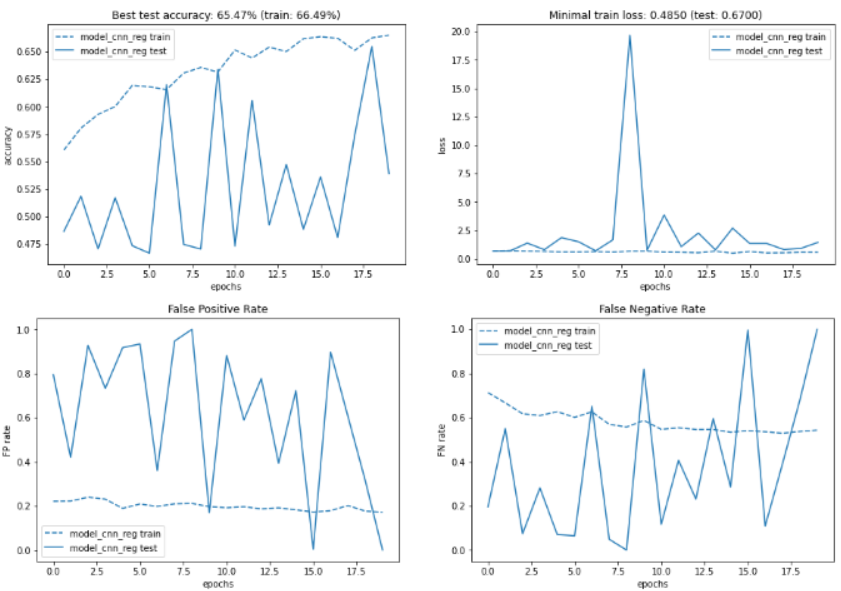 Best test accuracy: 65.47% (train: 66.49%)
model_cnn_reg train
model_cnn_reg test
0.650
0.625
0.600
0.575
0.550
0.525
0.500
0.475
accuracy
0.0 2.5 5.0 7.5 10.0 12.5 15.0 17.5
epochs
Minimal train loss: 0.4850 (test: 0.6700)
model_cnn_reg train
model_cnn_reg test
20.0
17.5
15.0
12.5
10.0
7.5
5.0
2.5
0.0
loss
0.0 2.5 5.0 7.5 10.0 12.5 15.0 17.5
epochs
False Positive Rate
1.0
0.8
0.6
0.4
0.2
0.0
FP rate
model_cnn_reg train
model_cnn_reg test
0.0 2.5 5.0 7.5 10.0 12.5 15.0 17.5
epochs
False Negative Rate
model_cnn_reg train
model_cnn_reg test
1.0
0.8
0.6
0.4
0.2
0.0
FN rate
0.0 2.5 5.0 7.5 10.0 12.5 15.0 17.5
epochs